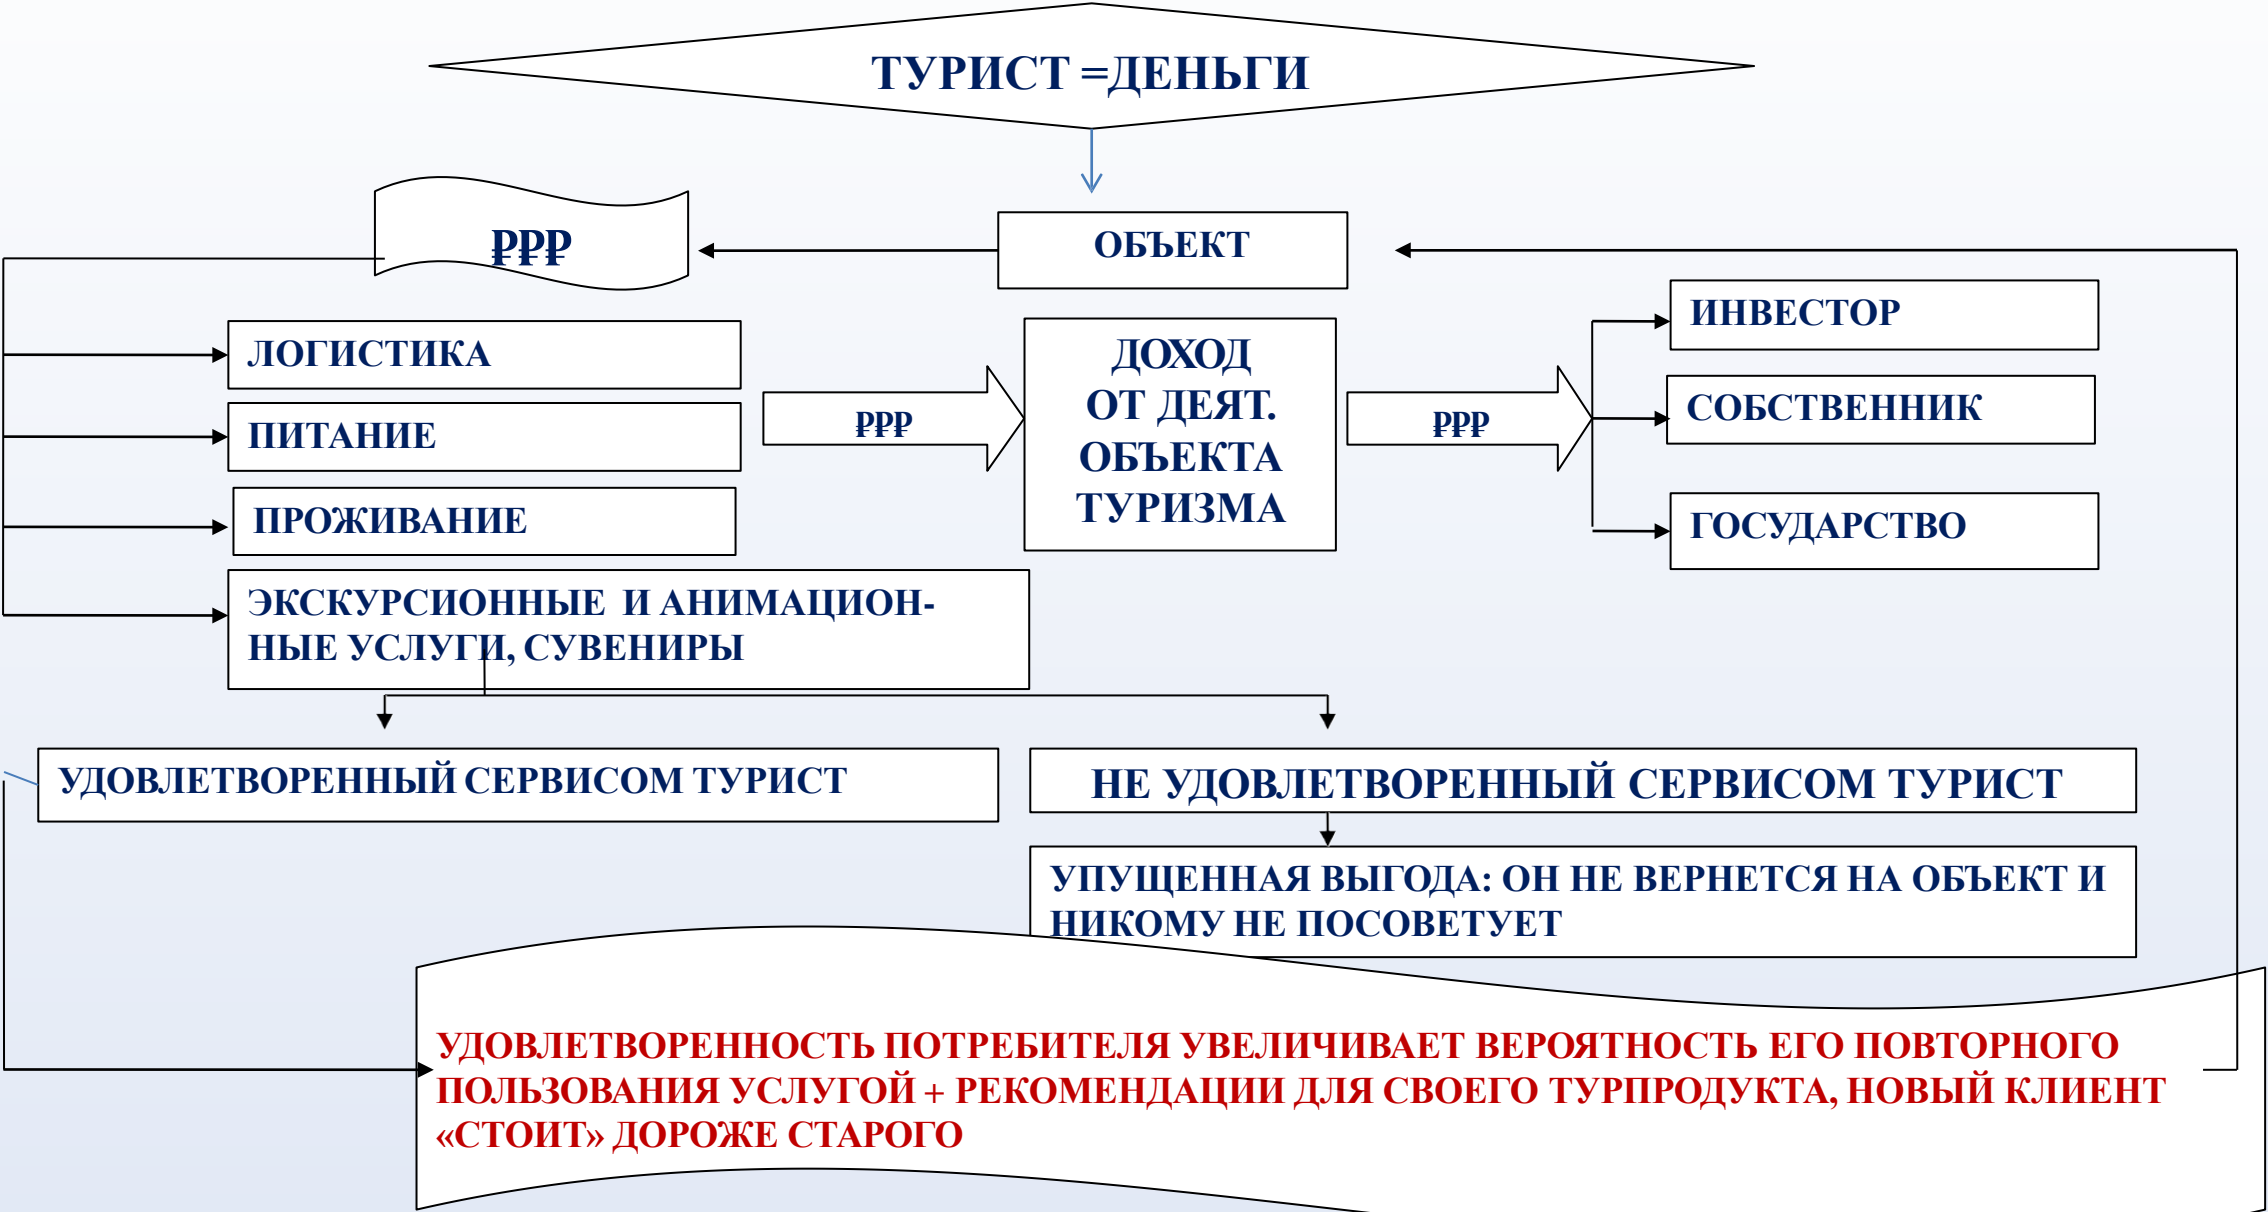 ТУРИСТ =ДЕНЬГИ
₽₽₽
ОБЪЕКТ
ЛОГИСТИКА
ПИТАНИЕ
ПРОЖИВАНИЕ
ЭКСКУРСИОННЫЕ И АНИМАЦИОН-
НЫЕ УСЛУГИ, СУВЕНИРЫ
₽₽₽
ДОХОД
ОТ ДЕЯТ.
ОБЪЕКТА
ТУРИЗМА
₽₽₽
ИНВЕСТОР
СОБСТВЕННИК
ГОСУДАРСТВО
УДОВЛЕТВОРЕННЫЙ СЕРВИСОМ ТУРИСТ
НЕ УДОВЛЕТВОРЕННЫЙ СЕРВИСОМ ТУРИСТ
УПУЩЕННАЯ ВЫГОДА: ОН НЕ ВЕРНЕТСЯ НА ОБЪЕКТ И
НИКОМУ НЕ ПОСОВЕТУЕТ
УДОВЛЕТВОРЕННОСТЬ ПОТРЕБИТЕЛЯ УВЕЛИЧИВАЕТ ВЕРОЯТНОСТЬ ЕГО ПОВТОРНОГО
ПОЛЬЗОВАНИЯ УСЛУГОЙ + РЕКОМЕНДАЦИИ ДЛЯ СВОЕГО ТУРПРОДУКТА, НОВЫЙ КЛИЕНТ
«СТОИТ» ДОРОЖЕ СТАРОГО